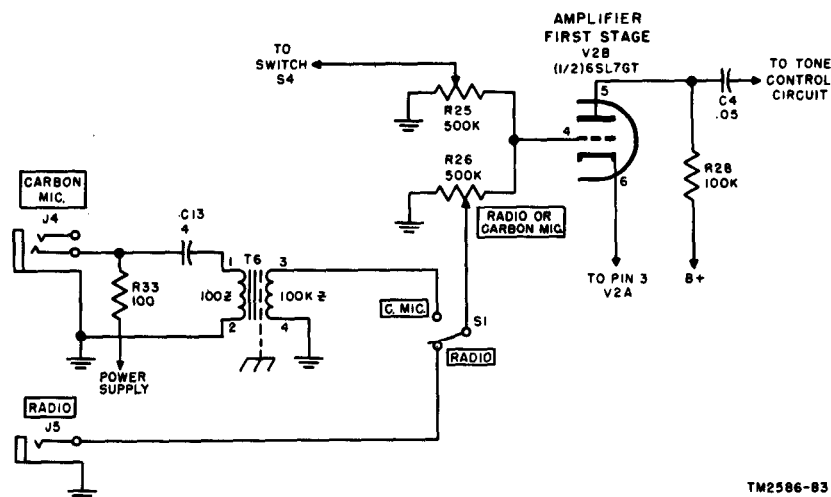 AMPLIFIER
FIRST STAGE
V2B
(1/2)6SL7GT
TO
SWITCH
S4
5
TO TONE
CONTROL
CIRCUIT
C4
.05
R25
500K
4
R26
500K
6
R28
100K
CARBON
MIC.
J4
C13
4
RADIO OR
CARBON MIC.
1
T6
3
R33
100
100Z
100KZ
TO PIN 3
V2A
B+
2
4
C. MIC.
S1
RADIO
POWER
SUPPLY
RADIO
J5
TM2586-83